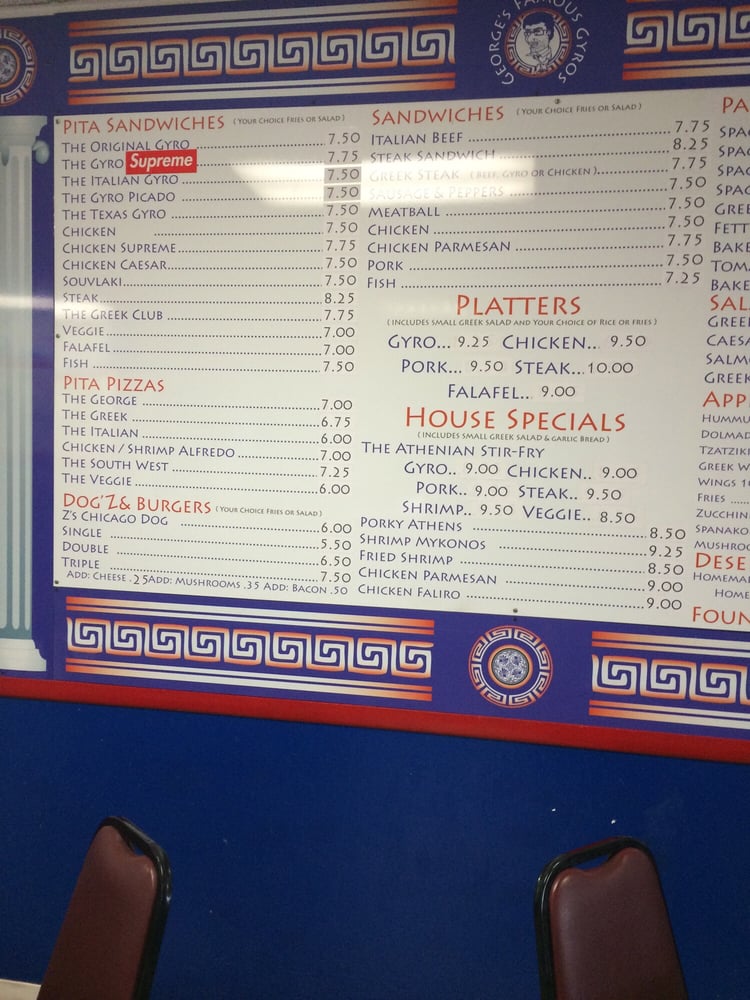 GEORGE'S FAMOUS GYROS
PITA SANDWICHES (YOUR CHOICE FRIES OR SALAD)
THE ORIGINAL GYRO 7.50
THE GYRO Supreme 7.75
THE ITALIAN GYRO 7.50
THE GYRO PICADO 7.50
THE TEXAS GYRO 7.50
CHICKEN 7.50
CHICKEN SUPREME 7.75
CHICKEN CAESAR 7.50
SOUVLAKI 7.50
STEAK 8.25
THE GREEK CLUB 7.75
VEGGIE 7.00
FALAFEL 7.00
FISH 7.50
PITA PIZZAS
THE GEORGE 7.00
THE GREEK 6.75
THE ITALIAN 6.00
CHICKEN / SHRIMP ALFREDO 7.00
THE SOUTH WEST 7.25
THE VEGGIE 6.00
DOG'Z & BURGERS (YOUR CHOICE FRIES OR SALAD)
Z'S CHICAGO DOG 6.00
SINGLE 5.50
DOUBLE 6.50
TRIPLE 7.50
ADD: CHEESE .25 ADD: MUSHROOMS .35 ADD: BACON .50
SANDWICHES (YOUR CHOICE FRIES OR SALAD)
ITALIAN BEEF 7.75
STEAK SANDWICH 8.25
GREEK STEAK (BEEF, GYRO OR CHICKEN) 7.75
SAUSAGE & PEPPERS 7.50
MEATBALL 7.50
CHICKEN 7.50
CHICKEN PARMESAN 7.75
PORK 7.50
FISH 7.25
PLATTERS
(INCLUDES SMALL GREEK SALAD AND YOUR CHOICE OF RICE OR FRIES)
GYRO... 9.25 CHICKEN.. 9.50
PORK... 9.50 STEAK... 10.00
FALAFEL.. 9.00
HOUSE SPECIALS
(INCLUDES SMALL GREEK SALAD & GARLIC BREAD)
THE ATHENIAN STIR-FRY
GYRO.. 9.00 CHICKEN.. 9.00
PORK.. 9.00 STEAK.. 9.50
SHRIMP.. 9.50 VEGGIE.. 8.50
PORKY ATHENS 8.50
SHRIMP MYKONOS 9.25
FRIED SHRIMP 8.50
CHICKEN PARMESAN 9.00
CHICKEN FALIRO 9.00
GREEK W
WINGS
FRIES